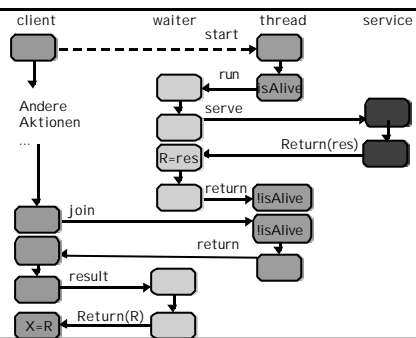 client
waiter
thread
service
start
run
isAlive
Andere
Aktionen
...
serve
Return(res)
R=res
return
!isAlive
join
!isAlive
return
result
Return(R)
X=R